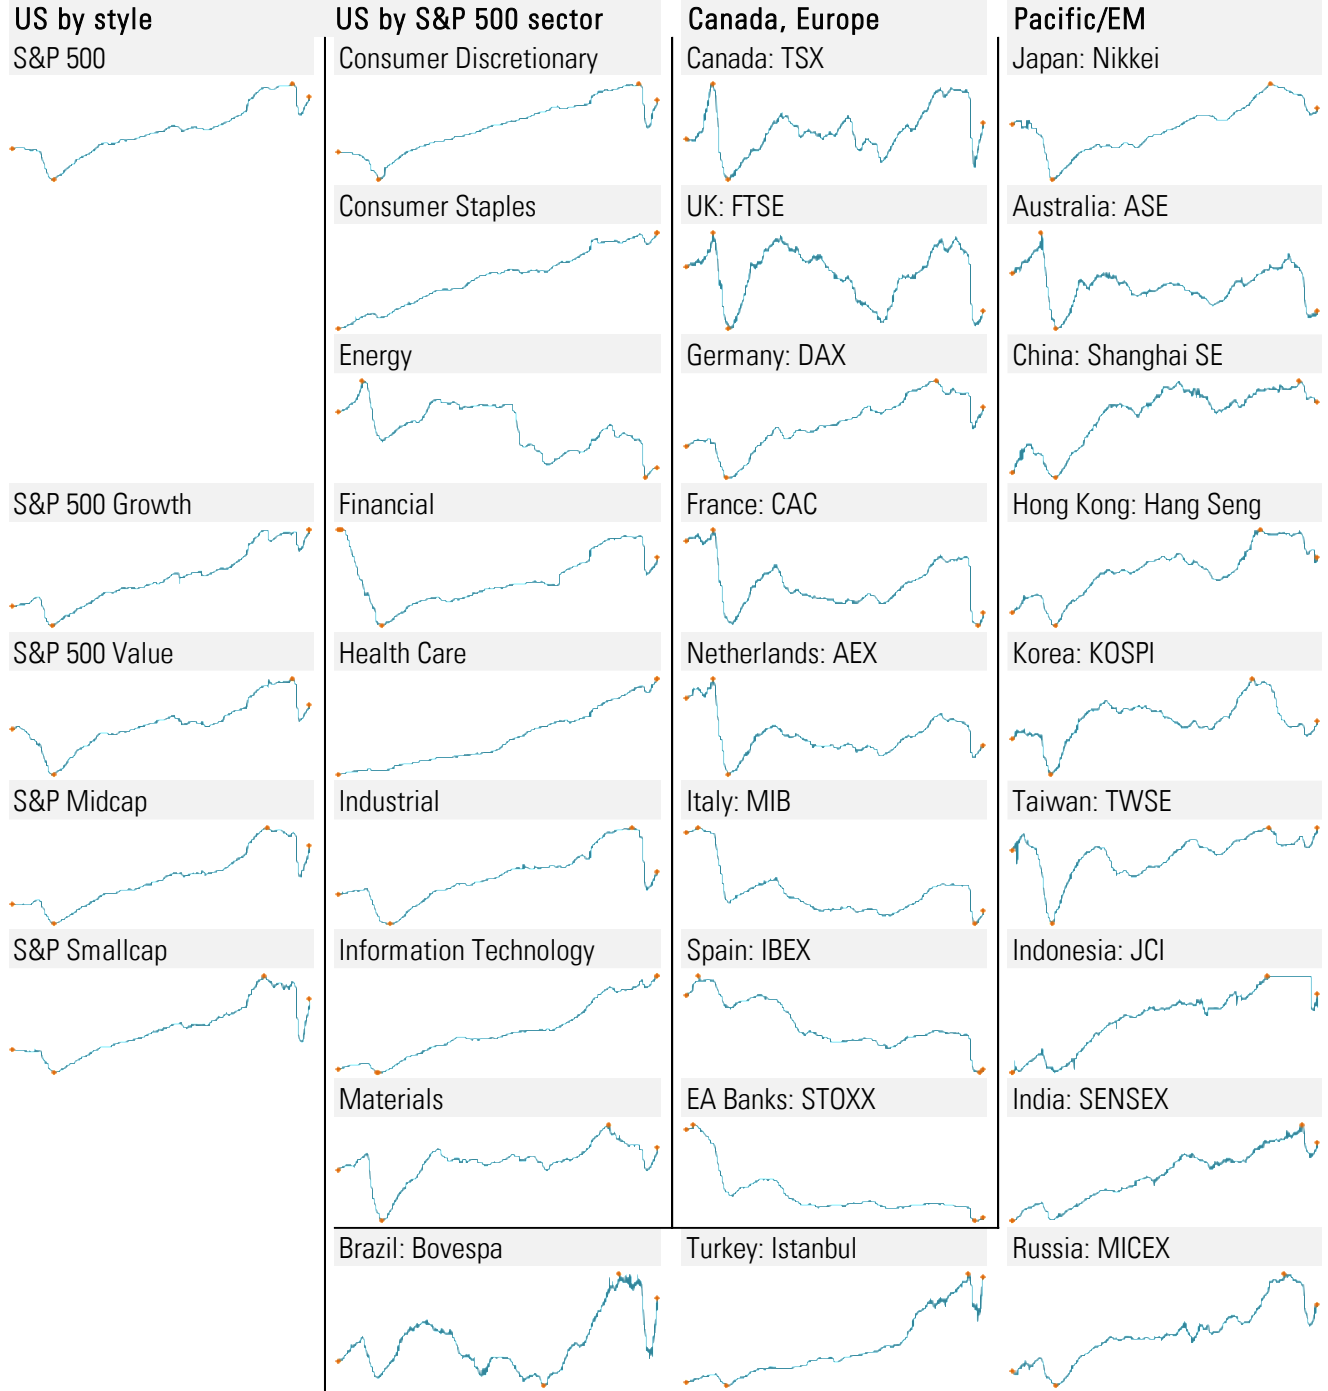 US by style
US by S&P 500 sector
Canada, Europe
Pacific/EM
S&P 500
Consumer Discretionary
Canada: TSX
Japan: Nikkei
Consumer Staples
UK: FTSE
Australia: ASE
Energy
Germany: DAX
China: Shanghai SE
S&P 500 Growth
Financial
France: CAC
Hong Kong: Hang Seng
S&P 500 Value
Health Care
Netherlands: AEX
Korea: KOSPI
S&P Midcap
Industrial
Italy: MIB
Taiwan: TWSE
S&P Smallcap
Information Technology
Spain: IBEX
Indonesia: JCI
Materials
EA Banks: STOXX
India: SENSEX
Brazil: Bovespa
Turkey: Istanbul
Russia: MICEX